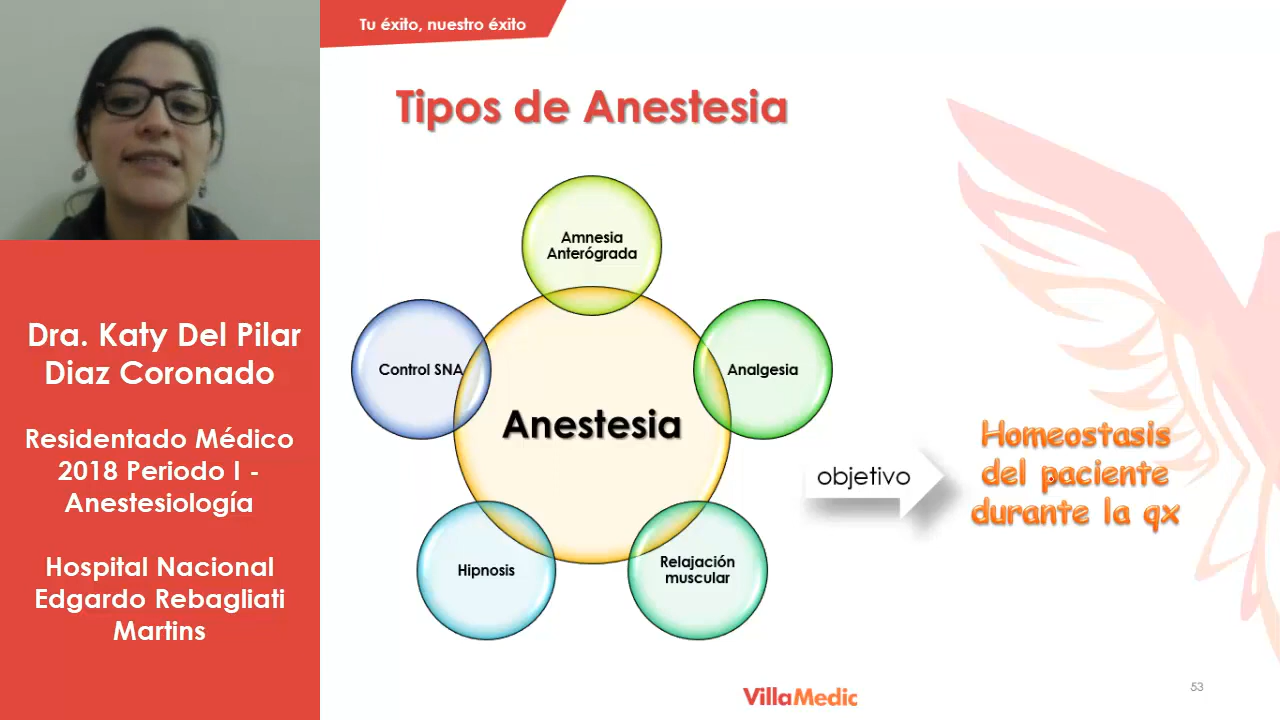 Tu éxito, nuestro éxito
Tipos de Anestesia
Amnesia
Anterógrada
Control SNA
Analgesia
Anestesia
Hipnosis
Relajación
muscular
objetivo
Homeostasis
del paciente
durante la qx
Dra. Katy Del Pilar
Diaz Coronado
Residentado Médico
2018 Periodo I -
Anestesiología
Hospital Nacional
Edgardo Rebagliati
Martins
VillaMedic
53